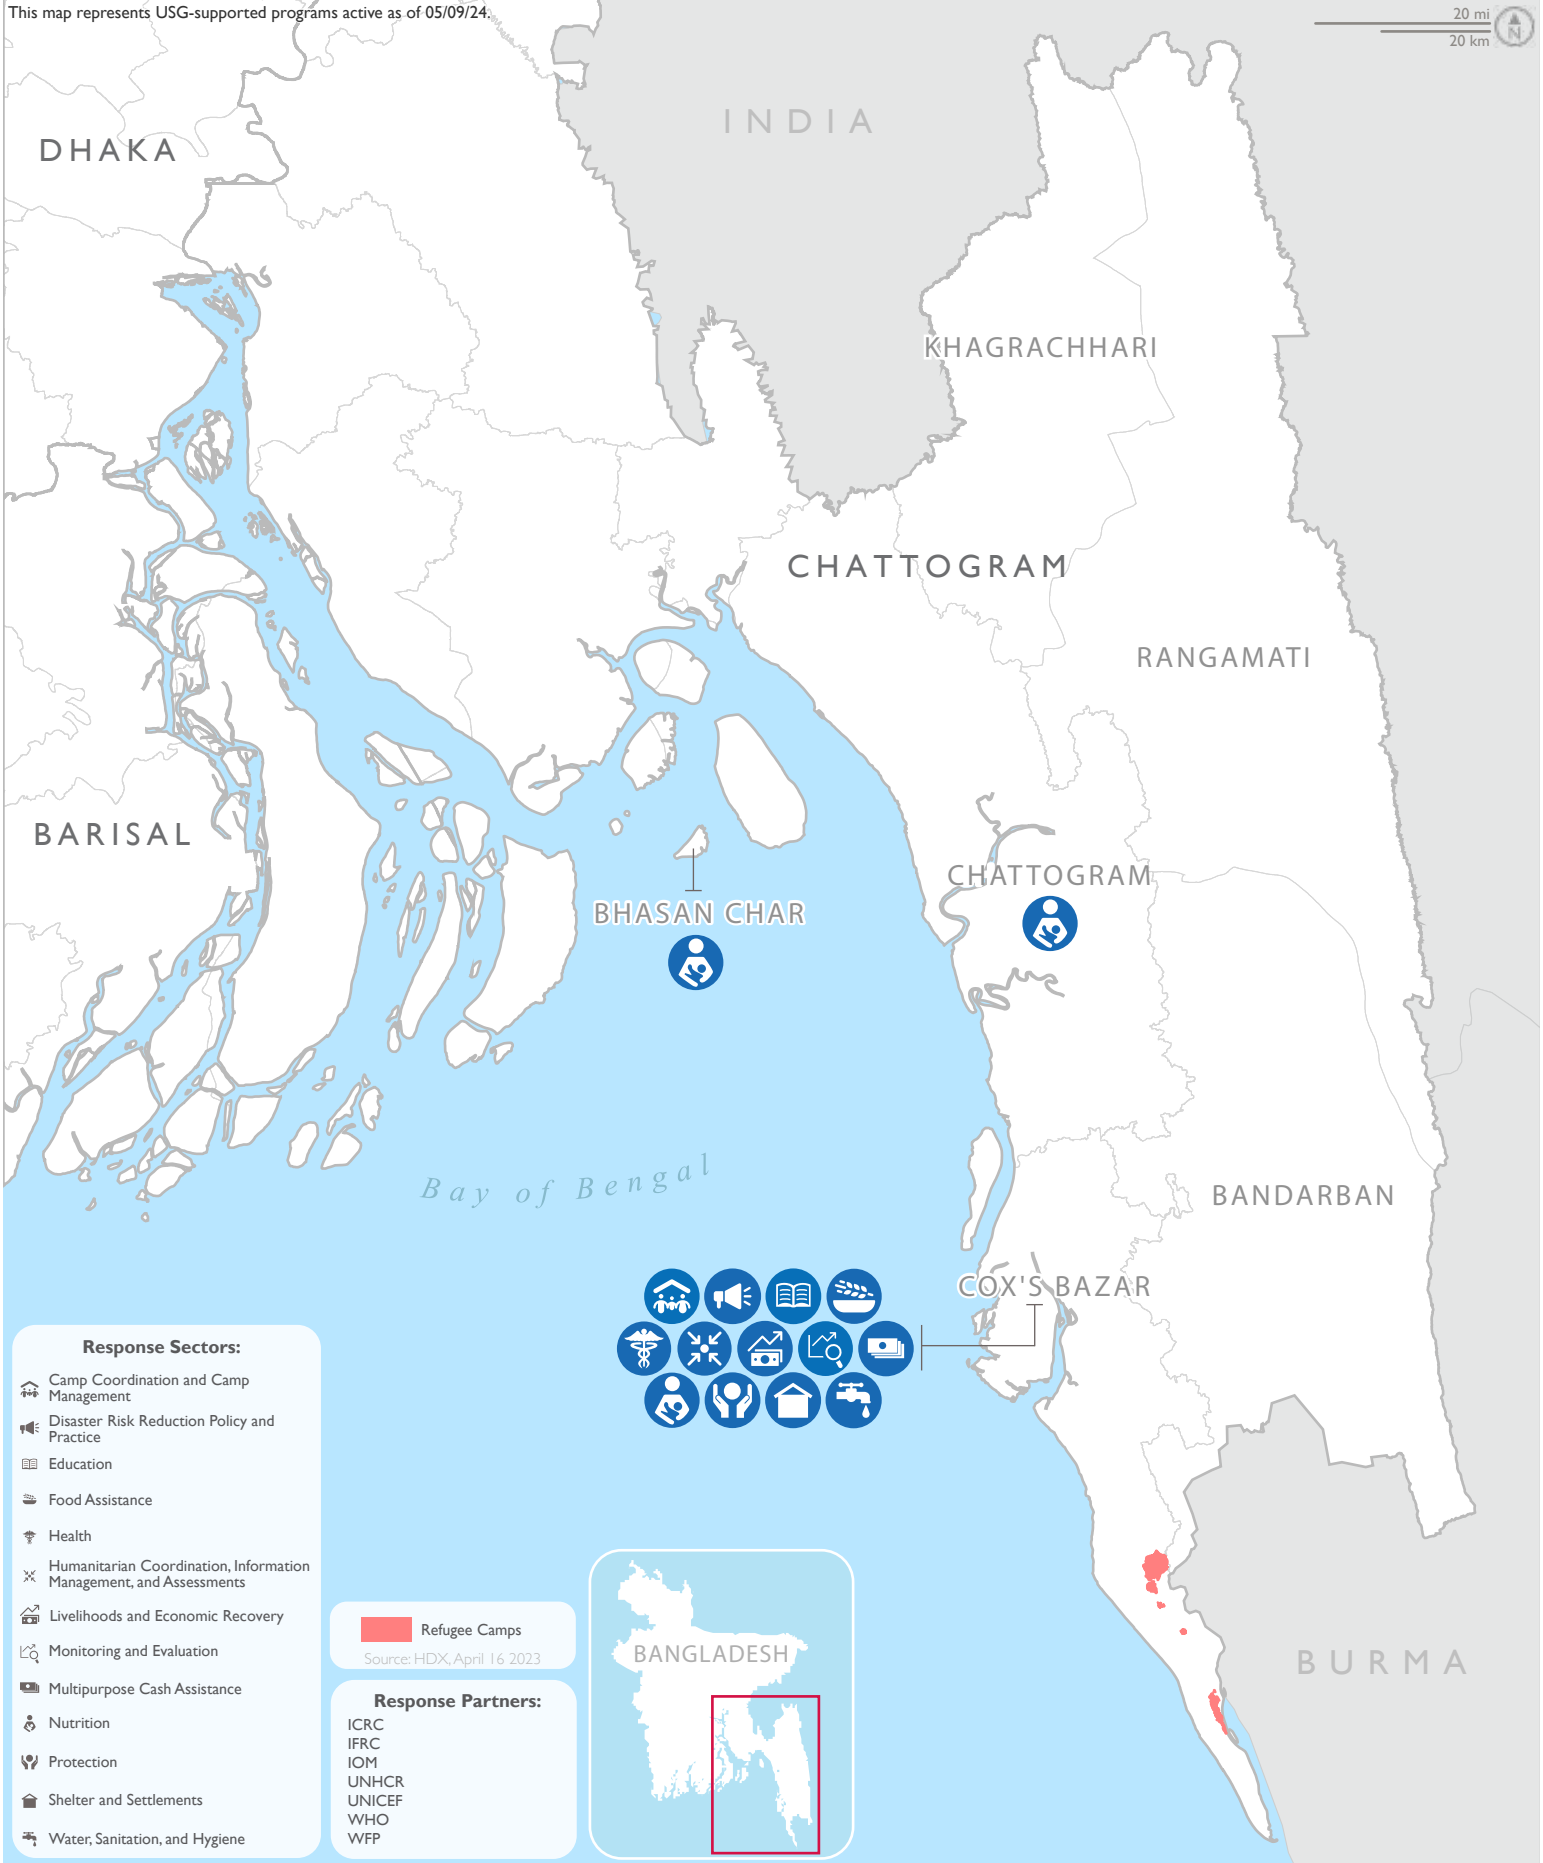 This map represents USG-supported programs active as of 05/09/24.
20 mi
20 km
N
INDIA
DHAKA
KHAGRACHHARI
CHATTOGRAM
RANGAMATI
BARISAL
CHATTOGRAM
BHASAN CHAR
Bay of Bengal
BANDARBAN
COX'S BAZAR
Response Sectors:
Camp Coordination and Camp
Management
Disaster Risk Reduction Policy and
Practice
Education
Food Assistance
Health
Humanitarian Coordination, Information
Management, and Assessments
Livelihoods and Economic Recovery
Monitoring and Evaluation
Multipurpose Cash Assistance
Nutrition
Protection
Shelter and Settlements
Water, Sanitation, and Hygiene
Refugee Camps
Source: HDX, April 16 2023
Response Partners:
ICRC
IFRC
IOM
UNHCR
UNICEF
WHO
WFP
BANGLADESH
BURMA